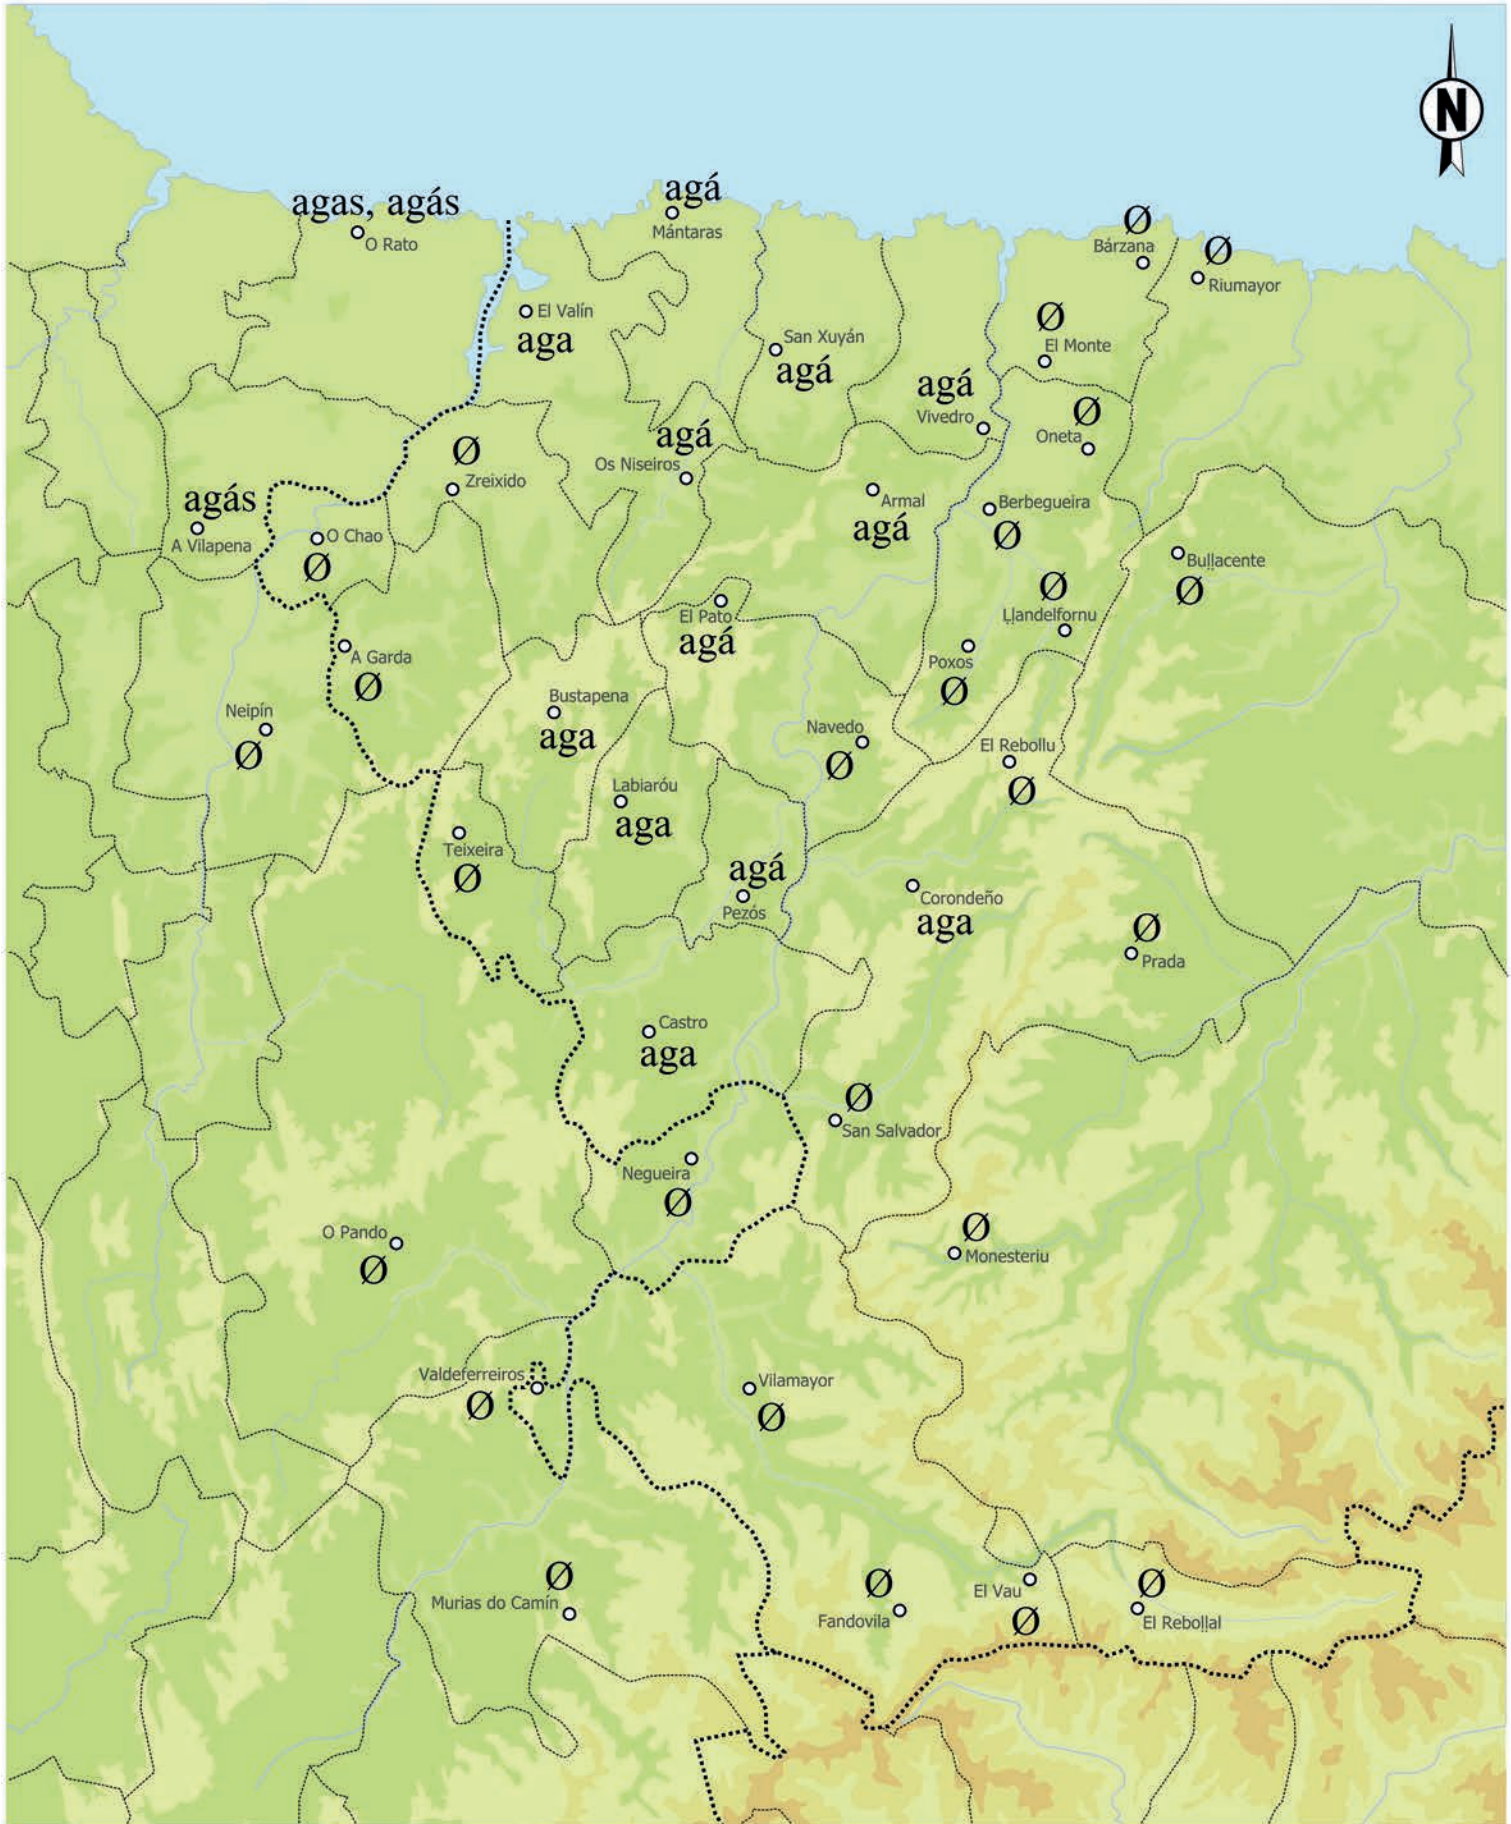 N
agá
Mántaras
agas, agás
O Rato
Ø
Bárzana
Ø
Riumayor
El Valín
aga
Ø
El Monte
San Xuyán
agá
agá
Vivedro
Ø
Oneta
agá
Os Niseiros
Ø
Zreixido
agás
A Vilapena
O Chao
Ø
Armal
agá
Berbegueira
Ø
Buḷḷacente
Ø
Ø
Ḷḷandelfornu
El Pato
agá
A Garda
Ø
Poxos
Ø
Bustapena
aga
Neipín
Ø
Navedo
Ø
El Rebollu
Ø
Labiaróu
aga
Teixeira
Ø
agá
Pezós
Corondeño
aga
Ø
Prada
Castro
aga
Ø
San Salvador
Negueira
Ø
O Pando
Ø
Ø
Monesteriu
Valdeferreiros
Ø
Vilamayor
Ø
Ø
Murias do Camín
Ø
Fandovila
El Vau
Ø
Ø
El Reboḷḷal